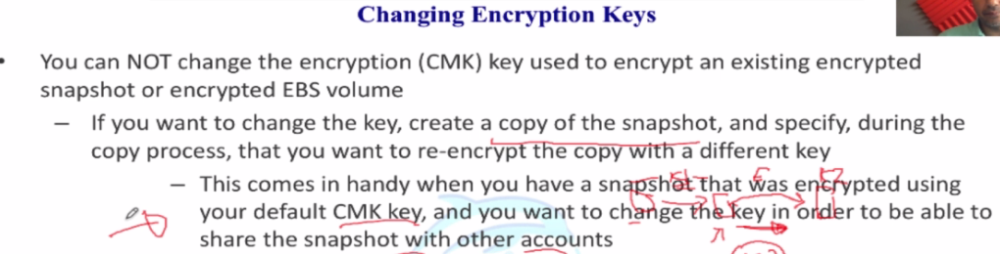 Changing Encryption Keys
• You can NOT change the encryption (CMK) key used to encrypt an existing encrypted
snapshot or encrypted EBS volume
– If you want to change the key, create a copy of the snapshot, and specify, during the
copy process, that you want to re-encrypt the copy with a different key
– This comes in handy when you have a snapshot that was encrypted using
your default CMK key, and you want to change the key in order to be able to
share the snapshot with other accounts